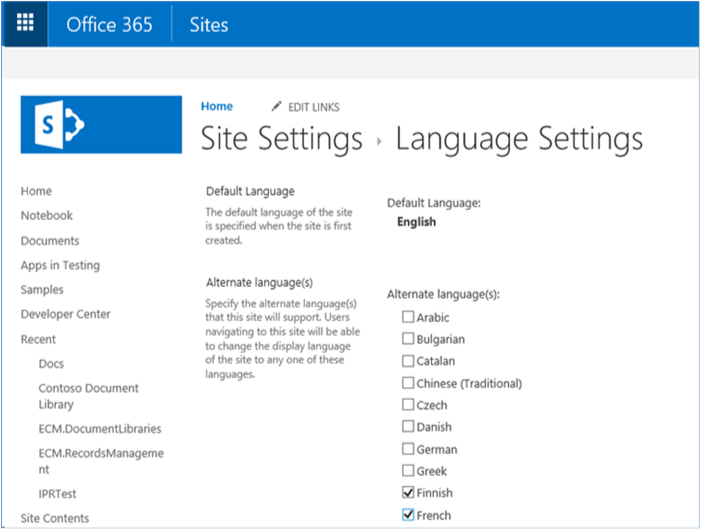 Office 365
Sites
S
Home
EDIT LINKS
Site Settings
Language Settings
Home
Notebook
Documents
Apps in Testing
Samples
Developer Center
Recent
Docs
Contoso Document
Library
ECM.DocumentLibraries
ECM.RecordsManageme
nt
IPRTest
Site Contents
Default Language
The default language of the site
is specified when the site is first
created.
Default Language:
English
Alternate language(s)
Specify the alternate language(s)
that this site will support. Users
navigating to this site will be able
to change the display language
of the site to any one of these
languages.
Alternate language(s):
Arabic
Bulgarian
Catalan
Chinese (Traditional)
Czech
Danish
German
Greek
Finnish
French